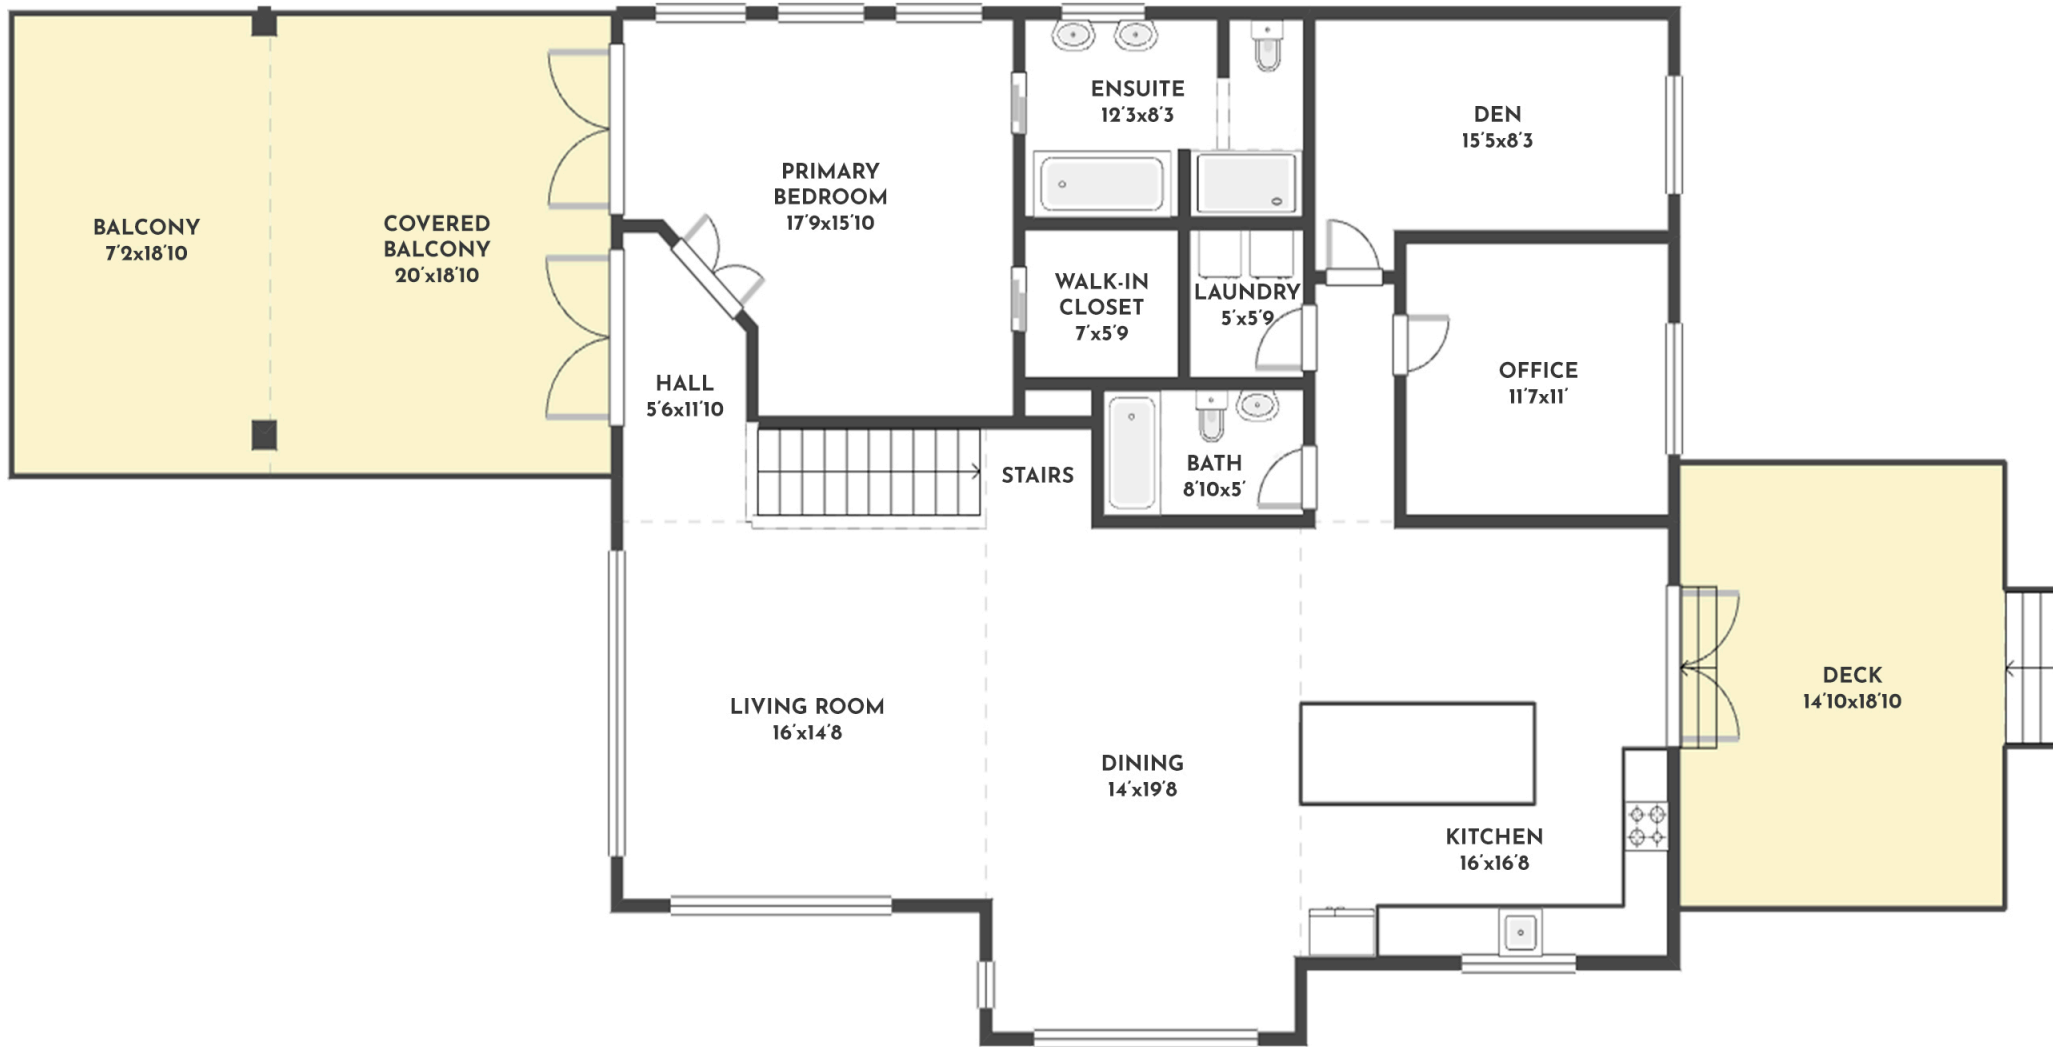 BALCONY
7'2x18'10
COVERED
BALCONY
20'x18'10
PRIMARY
BEDROOM
17'9x15'10
ENSUITE
12'3x8'3
DEN
15'5x8'3
WALK-IN
CLOSET
7'x5'9
LAUNDRY
5'x5'9
OFFICE
11'7x11'
HALL
5'6x11'10
STAIRS
BATH
8'10x5'
LIVING ROOM
16'x14'8
DINING
14'x19'8
KITCHEN
16'x16'8
DECK
14'10x18'10